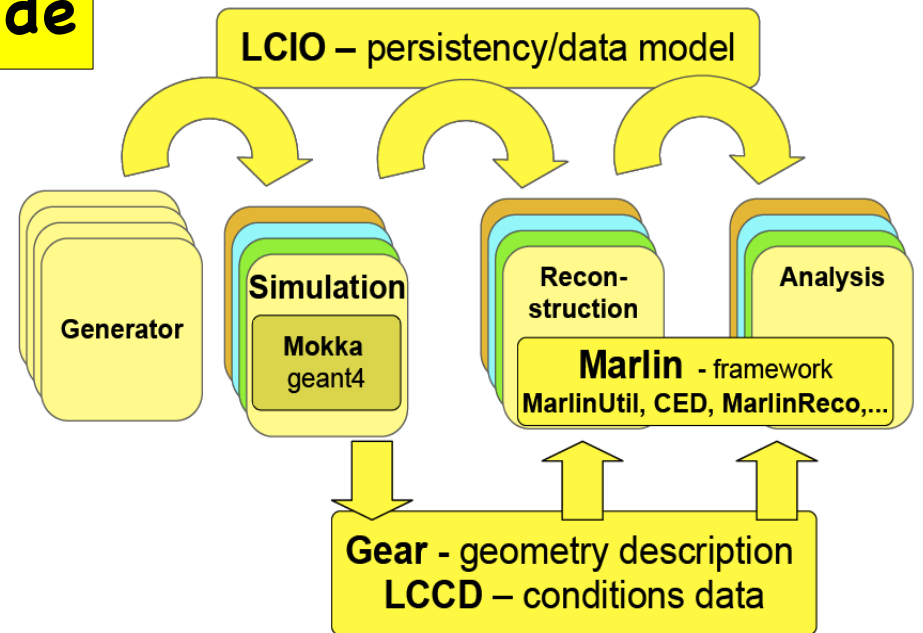 de
LCIO – persistency/data model
Generator
Simulation
Mokka
geant4
Recon-
struction
Analysis
Marlin - framework
MarlinUtil, CED, MarlinReco,...
Gear - geometry description
LCCD – conditions data